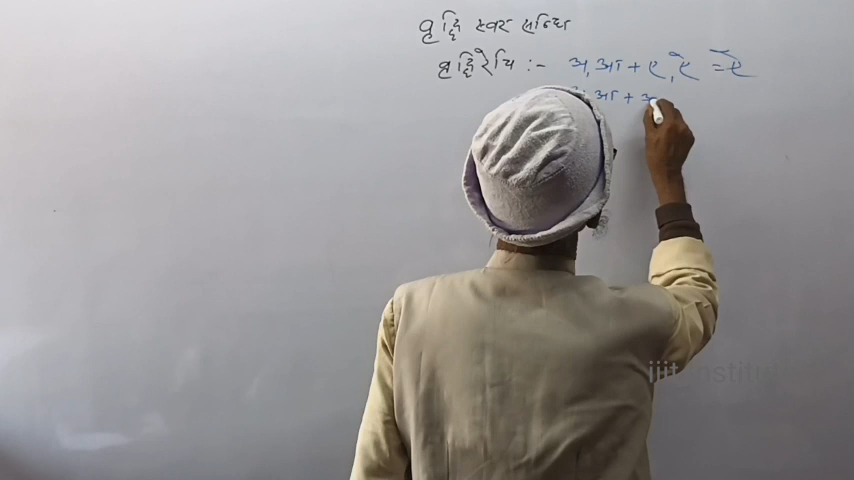 वृद्धि स्वर सन्धि
वृद्धिरेचि :- अ, आ + ए, ऐ = ऐ
आ + अ